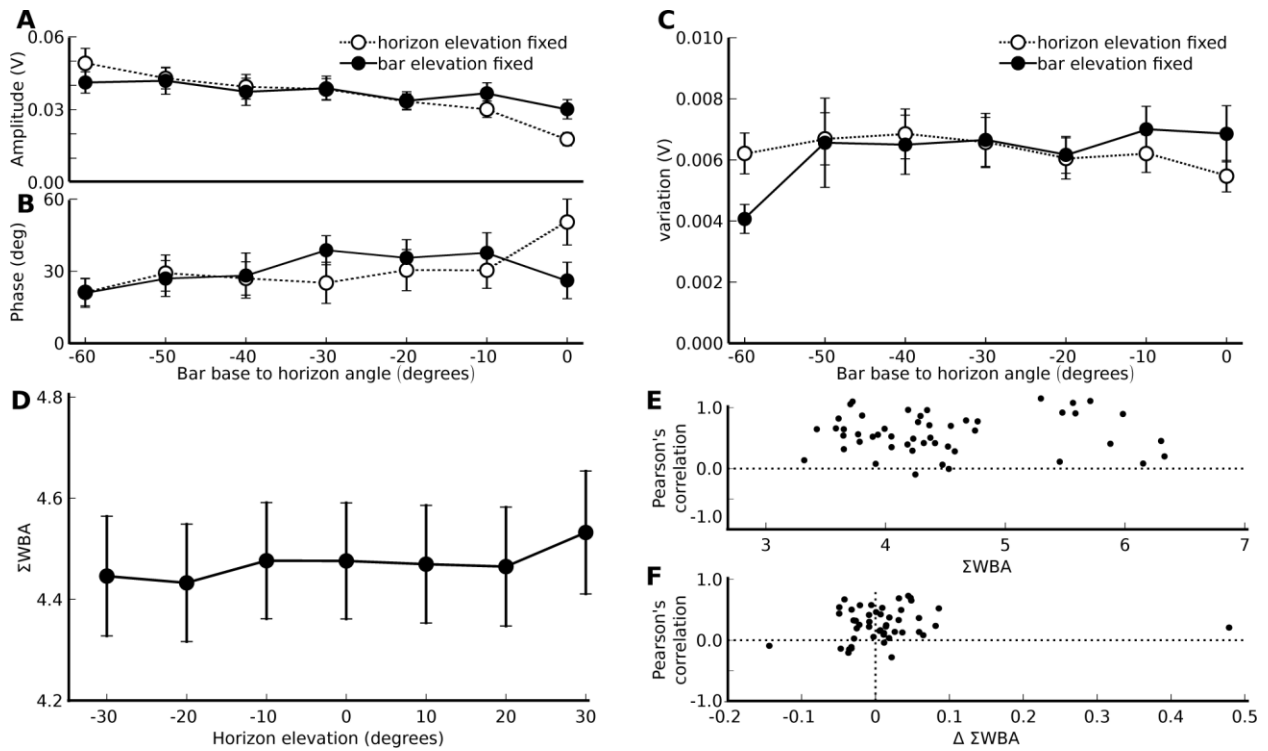 A
0.06
0.03
0.00
Amplitude (V)
horizon elevation fixed
bar elevation fixed
B
60
30
0
Phase (deg)
-60 -50 -40 -30 -20 -10 0
Bar base to horizon angle (degrees)
C
0.010
0.008
0.006
0.004
0.002
0.000
variation (V)
horizon elevation fixed
bar elevation fixed
-60 -50 -40 -30 -20 -10 0
Bar base to horizon angle (degrees)
D
4.8
4.6
4.4
4.2
ΣWBA
-30 -20 -10 0 10 20 30
Horizon elevation (degrees)
E
1.0
0.0
-1.0
Pearson's
correlation
3 4 5 6 7
ΣWBA
F
1.0
0.0
-1.0
Pearson's
correlation
-0.2 -0.1 0 0.1 0.2 0.3 0.4 0.5
Δ ΣWBA